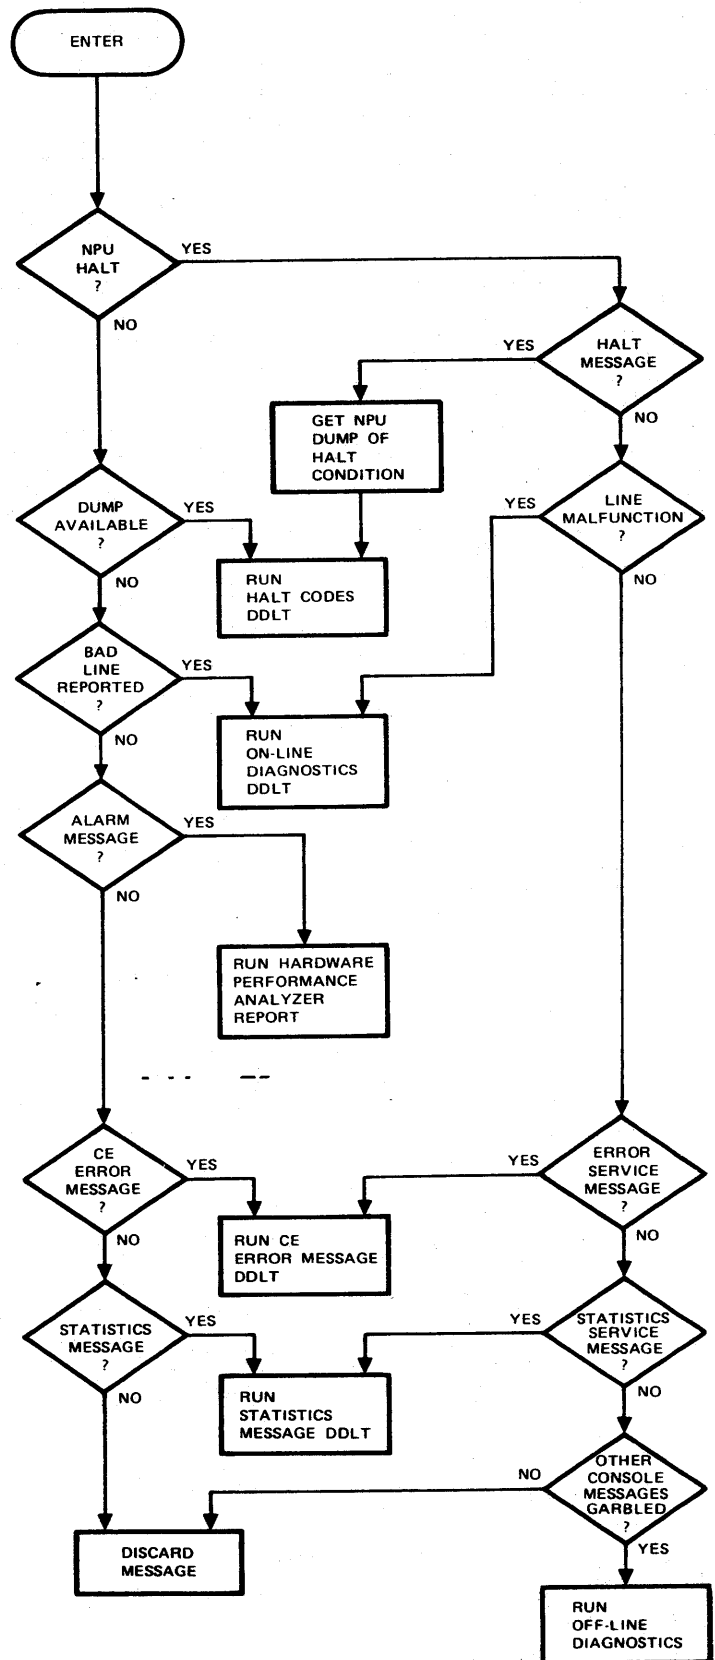 ENTER
NPU
HALT
?
YES
NO
HALT
MESSAGE
?
YES
NO
GET NPU
DUMP OF
HALT
CONDITION
DUMP
AVAILABLE
?
YES
NO
LINE
MALFUNCTION
?
YES
NO
RUN
HALT CODES
DDLT
BAD
LINE
REPORTED
?
YES
NO
RUN
ON-LINE
DIAGNOSTICS
DDLT
ALARM
MESSAGE
?
YES
NO
RUN HARDWARE
PERFORMANCE
ANALYZER
REPORT
CE
ERROR
MESSAGE
?
YES
NO
ERROR
SERVICE
MESSAGE
?
YES
NO
RUN CE
ERROR MESSAGE
DDLT
STATISTICS
MESSAGE
?
YES
NO
STATISTICS
SERVICE
MESSAGE
?
YES
NO
RUN
STATISTICS
MESSAGE DDLT
OTHER
CONSOLE
MESSAGES
GARBLED
?
NO
YES
DISCARD
MESSAGE
RUN
OFF-LINE
DIAGNOSTICS